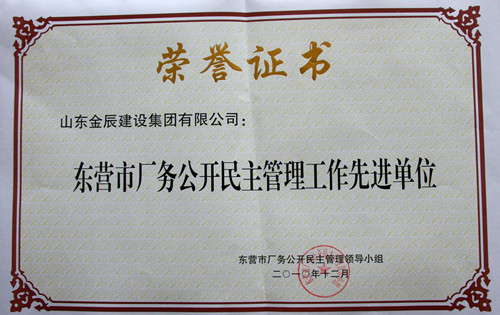 荣誉证书
山东金辰建设集团有限公司：
东营市厂务公开民主管理工作先进单位
东营市厂务公开民主管理领导小组
二〇一〇年十二月